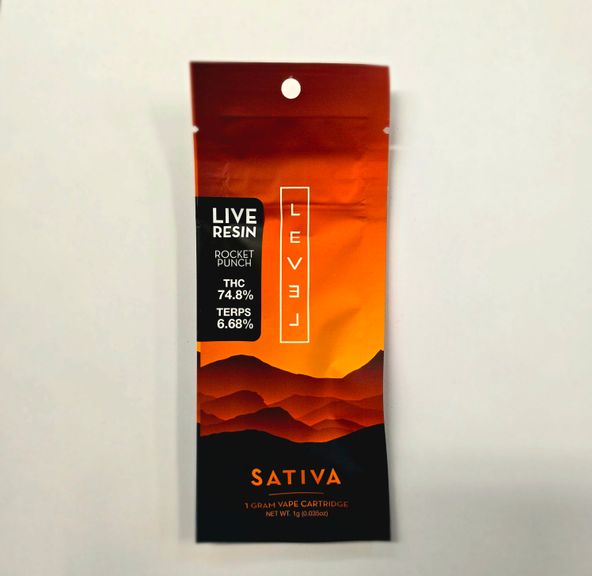 LIVE
RESIN
ROCKET
PUNCH
THC
74.8%
TERPS
6.68%
LEVEL
SATIVA
1 GRAM VAPE CARTRIDGE
NET WT. 1g (0.035oz)